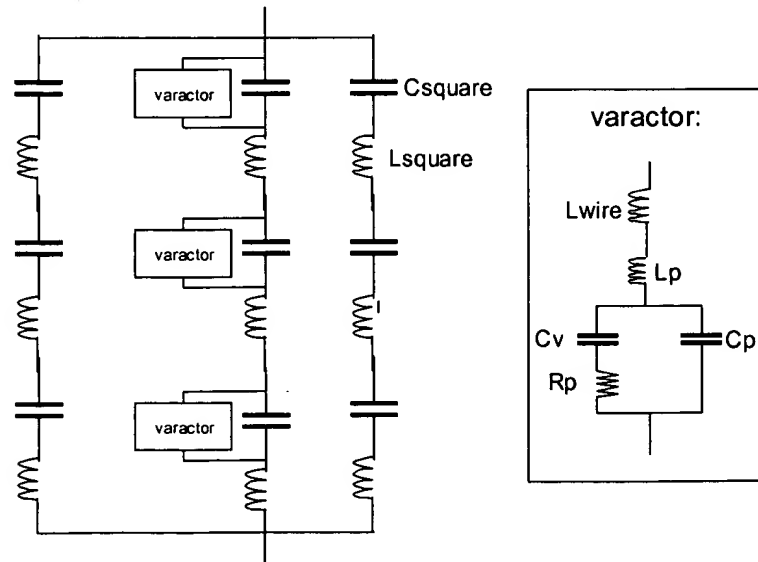 varactor
Csquare
Lsquare
varactor
varactor
varactor:
Lwire
Lp
Cv
Cp
Rp